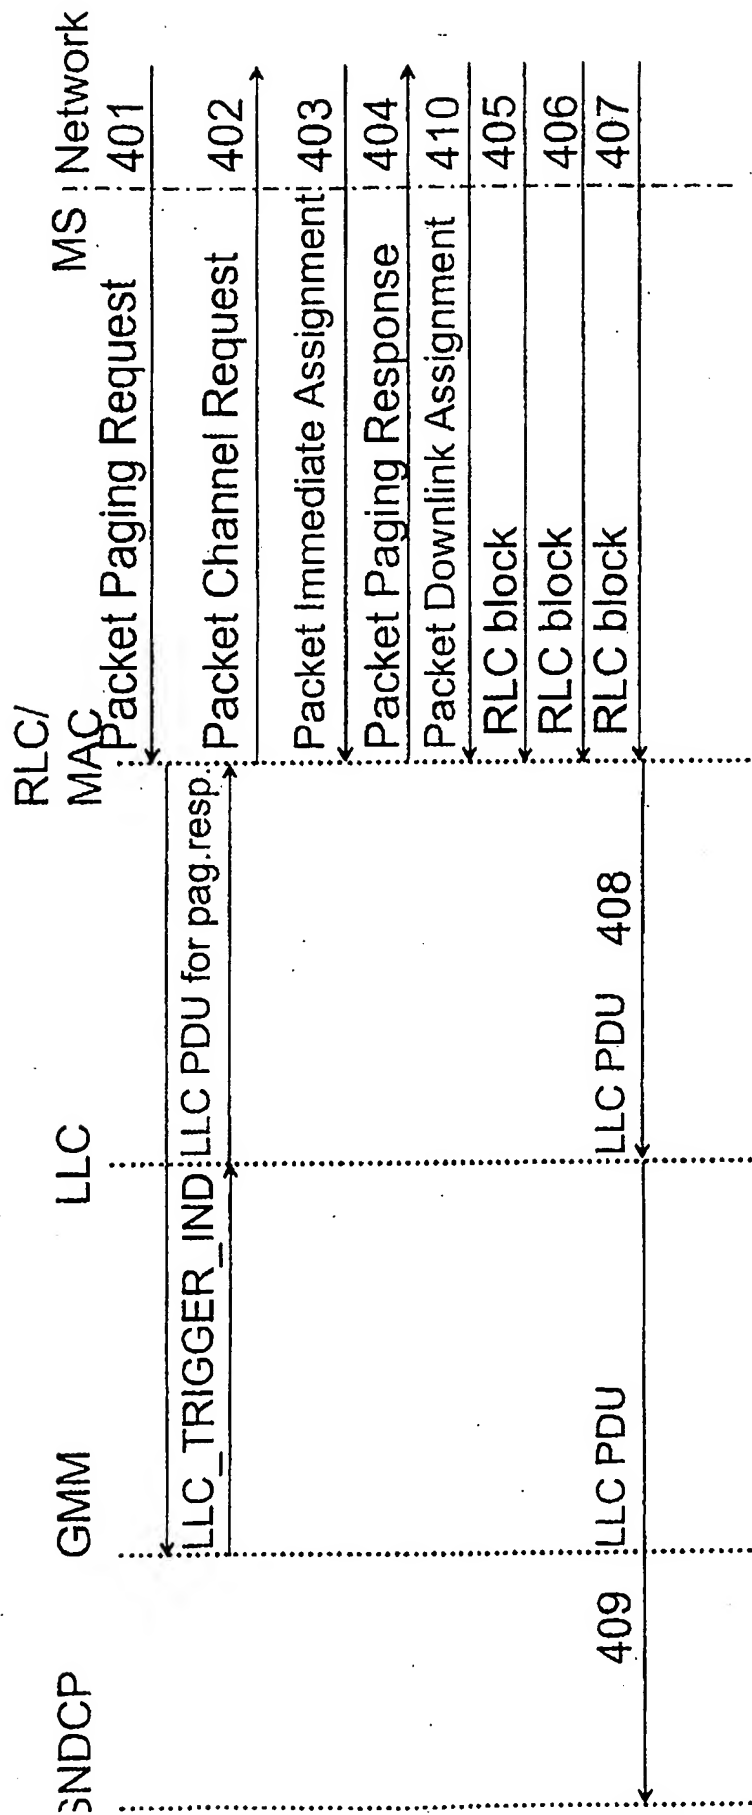 SNDCP
GMM
LLC
RLC/
MAC
MS
Network
Packet Paging Request 401
LLC_TRIGGER_IND
LLC PDU for pag.resp.
Packet Channel Request 402
Packet Immediate Assignment 403
Packet Paging Response 404
Packet Downlink Assignment 410
RLC block 405
RLC block 406
RLC block 407
409
LLC PDU
LLC PDU 408